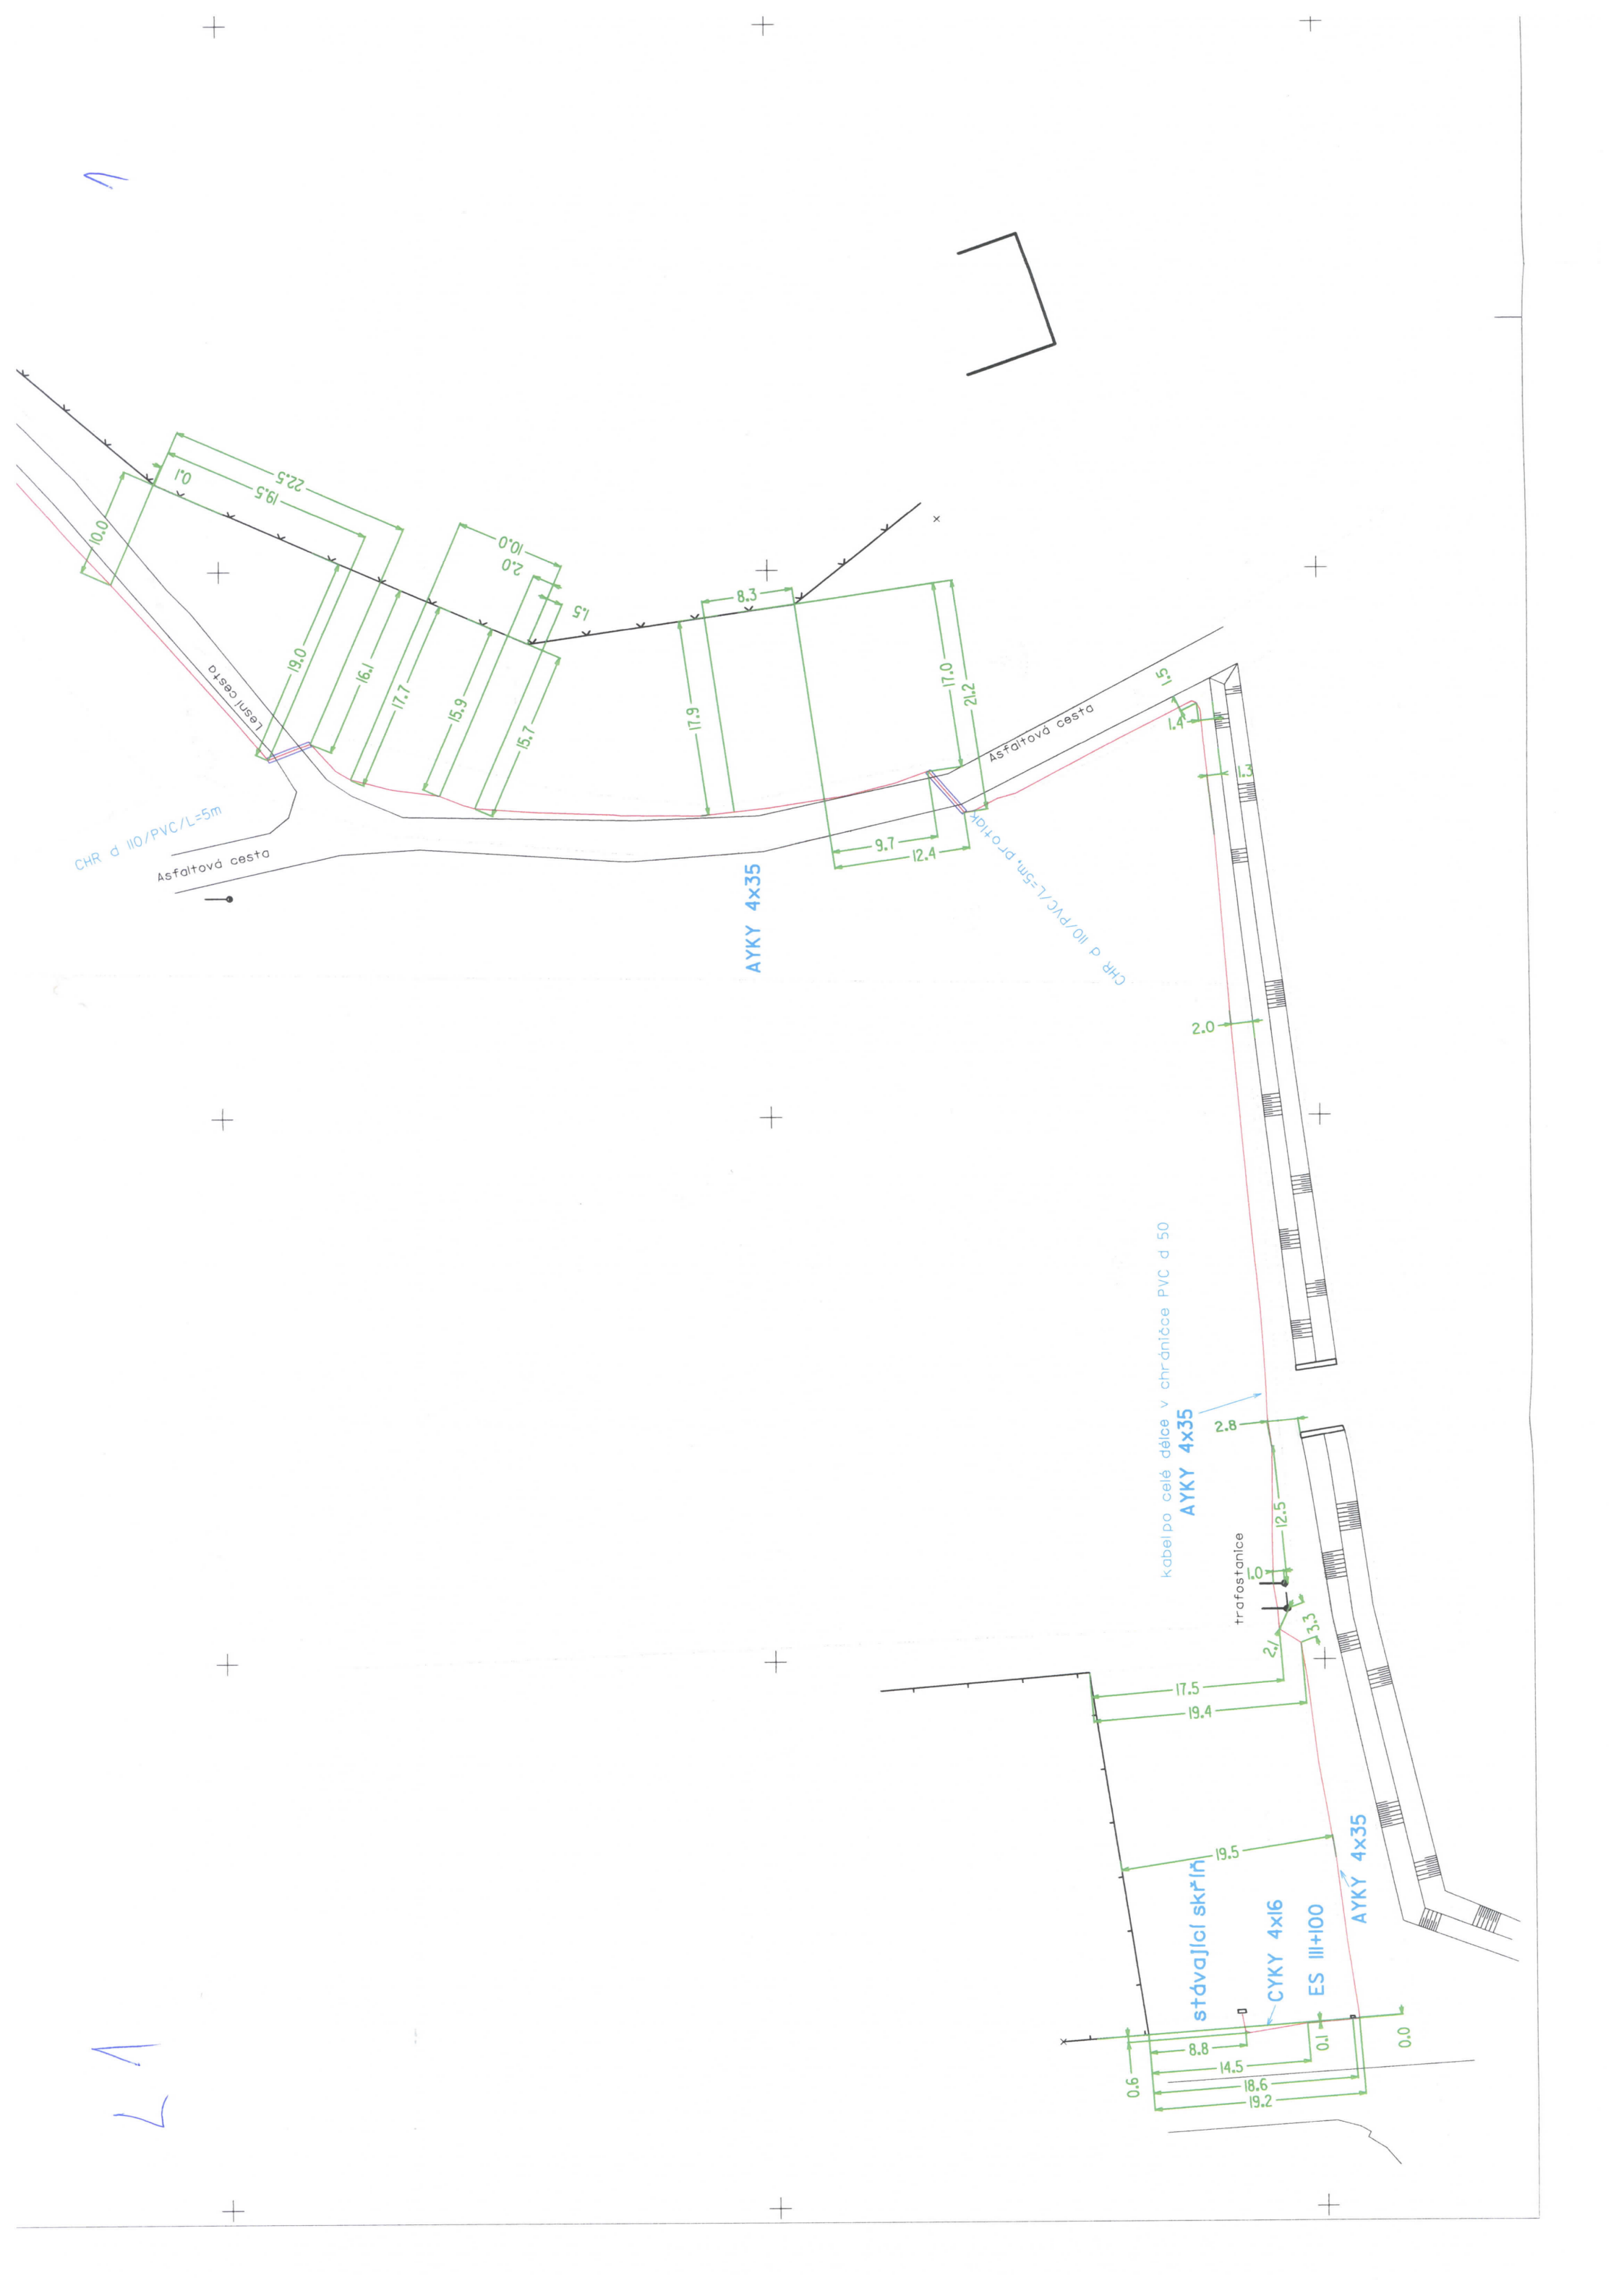 0.1
22.5
19.5
10.0
10.0
2.0
1.5
8.3
19.0
16.1
17.7
15.9
15.7
17.9
17.0
21.2
1.5
1.4
1.3
Lesní cesta
Asfaltová cesta
CHR d 110/PVC/L=5m
Asfaltová cesta
9.7
12.4
AYKY 4x35
CHR d 110/PVC/L=5m, protlak
2.0
kabel po celé délce v chráničce PVC d 50
AYKY 4x35
2.8
12.5
trafostanice
1.0
3.3
2.1
17.5
19.4
19.5
stávající skříň
CYKY 4x16
ES 111+100
AYKY 4x35
8.8
0.1
0.0
14.5
0.6
18.6
19.2